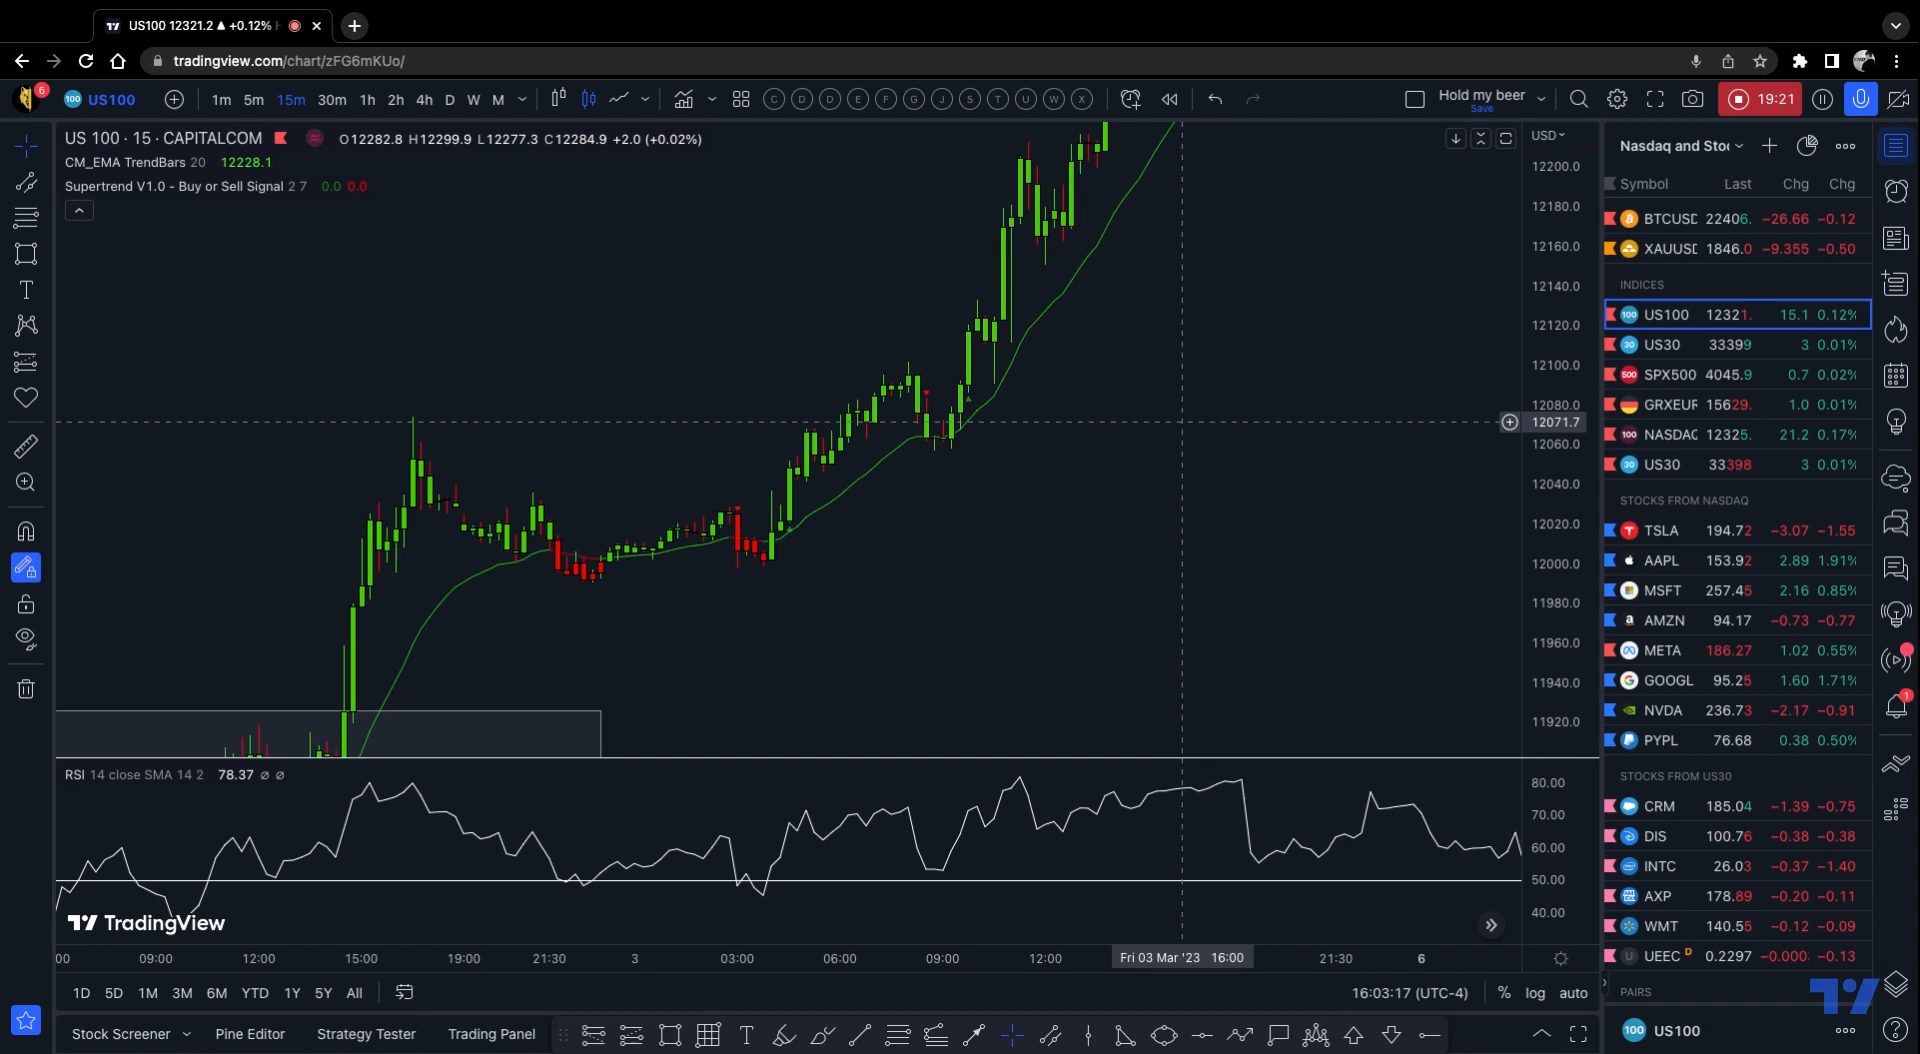 US100 12321.2 ▲ +0.12%
tradingview.com/chart/zFG6mKUo/
6
100 US100 1m 5m 15m 30m 1h 2h 4h D W M C D D E F G J S T U W X Hold my beer 19:21
Save
US 100 · 15 · CAPITALCOM O12282.8 H12299.9 L12277.3 C12284.9 +2.0 (+0.02%)
CM_EMA TrendBars 20 12228.1
Supertrend V1.0 - Buy or Sell Signal 2 7 0.0 0.0
USD
12200.0
12180.0
12160.0
12140.0
12120.0
12100.0
12080.0
12071.7
12060.0
12040.0
12020.0
12000.0
11980.0
11960.0
11940.0
11920.0
RSI 14 close SMA 14 2 78.37 ∅ ∅
80.00
70.00
60.00
50.00
40.00
TradingView
00 09:00 12:00 15:00 19:00 21:30 3 03:00 06:00 09:00 12:00 Fri 03 Mar '23 16:00 21:30 6
1D 5D 1M 3M 6M YTD 1Y 5Y All 16:03:17 (UTC-4) % log auto
Stock Screener Pine Editor Strategy Tester Trading Panel
Nasdaq and Stoc
Symbol Last Chg Chg
BTCUSD 22406. −26.66 −0.12
XAUUSD 1846.0 −9.355 −0.50
INDICES
100 US100 12321. 15.1 0.12%
30 US30 33399 3 0.01%
500 SPX500 4045.9 0.7 0.02%
GRXEUR 15629. 1.0 0.01%
100 NASDAQ 12325. 21.2 0.17%
30 US30 33398 3 0.01%
STOCKS FROM NASDAQ
TSLA 194.72 −3.07 −1.55
AAPL 153.92 2.89 1.91%
MSFT 257.45 2.16 0.85%
AMZN 94.17 −0.73 −0.77
META 186.27 1.02 0.55%
GOOGL 95.25 1.60 1.71%
NVDA 236.73 −2.17 −0.91
PYPL 76.68 0.38 0.50%
STOCKS FROM US30
CRM 185.04 −1.39 −0.75
DIS 100.76 −0.38 −0.38
INTC 26.03 −0.37 −1.40
AXP 178.89 −0.20 −0.11
WMT 140.55 −0.12 −0.09
U UEEC D 0.2297 −0.000 −0.13
PAIRS
100 US100
1